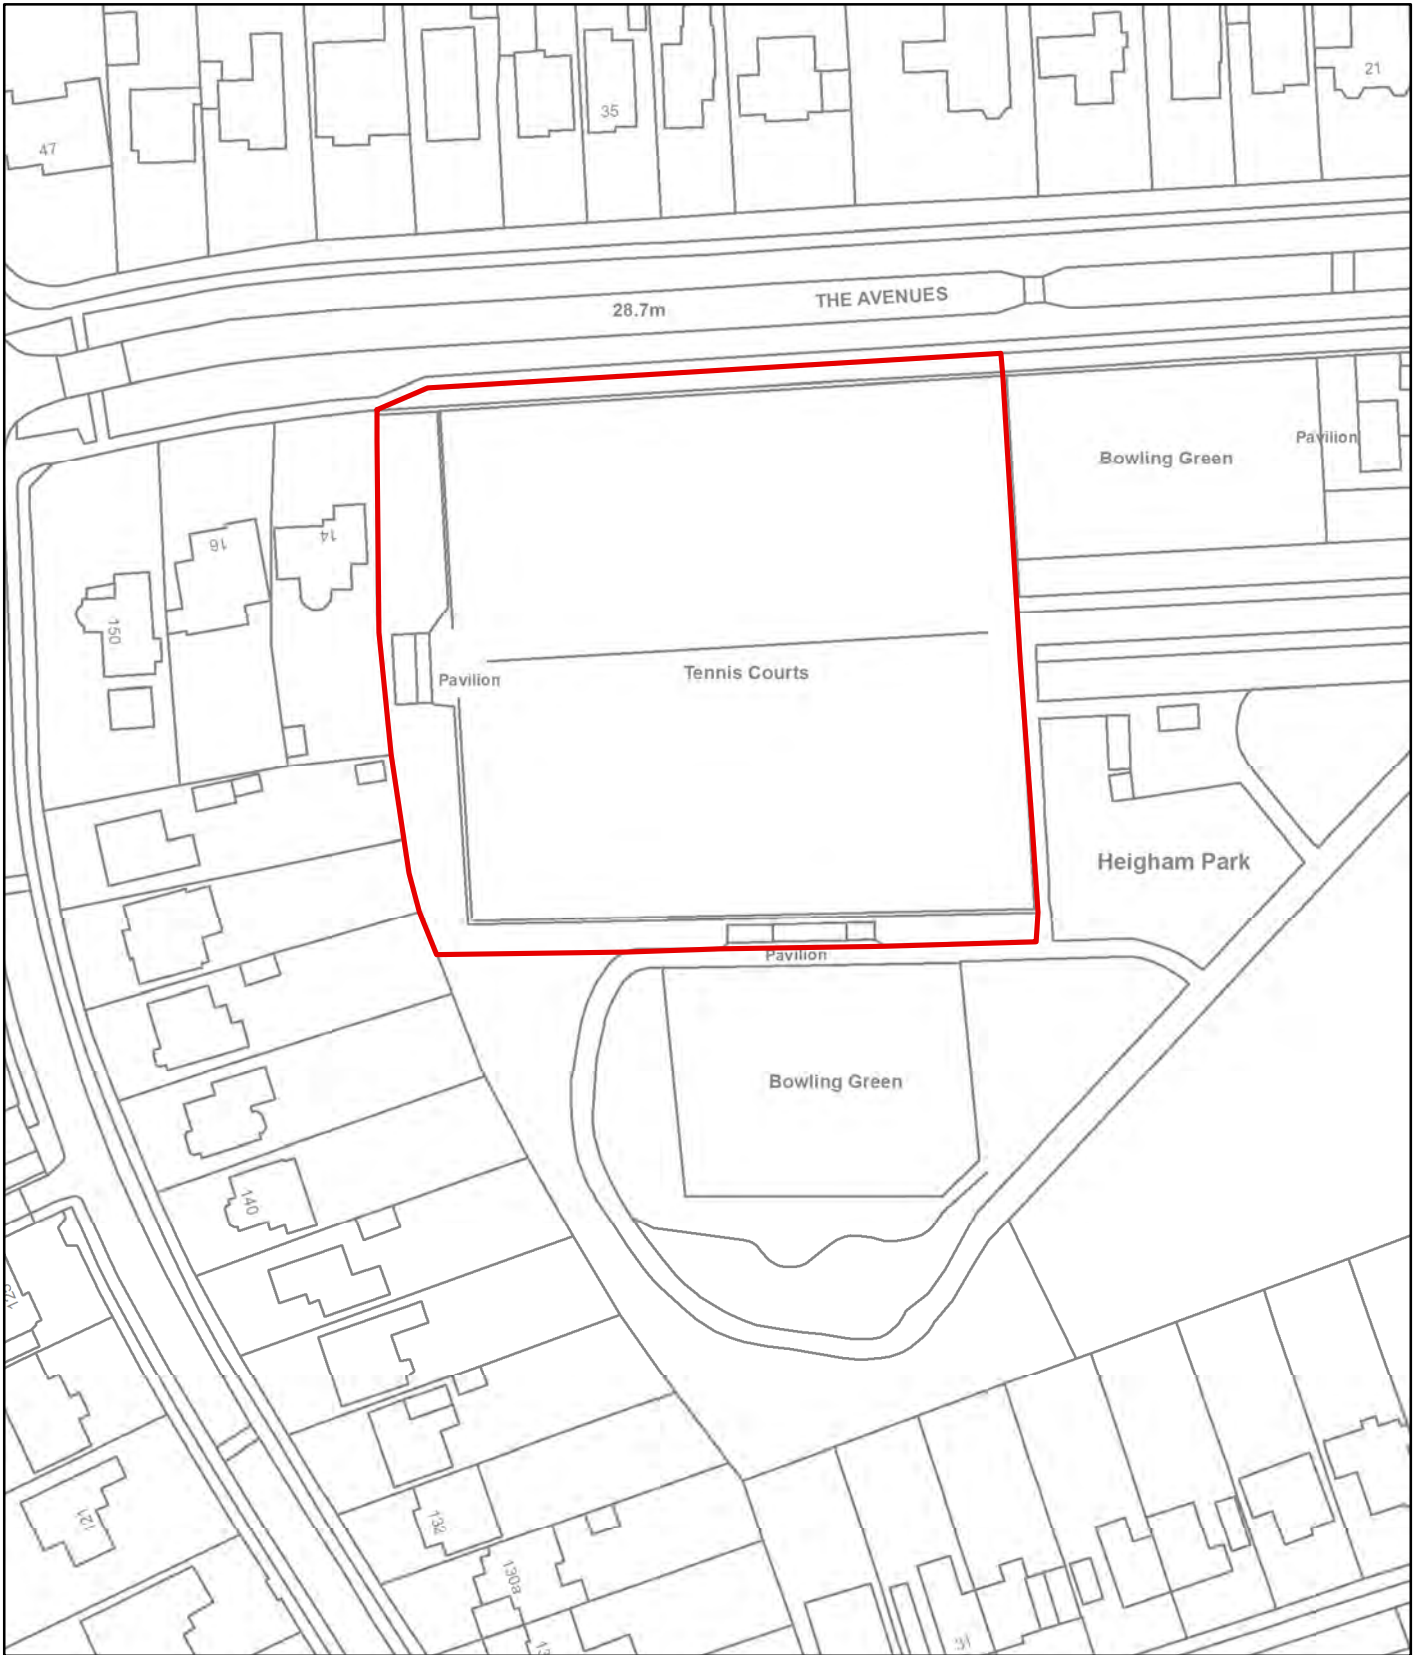 21
35
47
THE AVENUES
28.7m
Pavilion
Bowling Green
16
14
150
Tennis Courts
Pavilion
Heigham Park
Pavilion
Bowling Green
140
121
132
130a
31